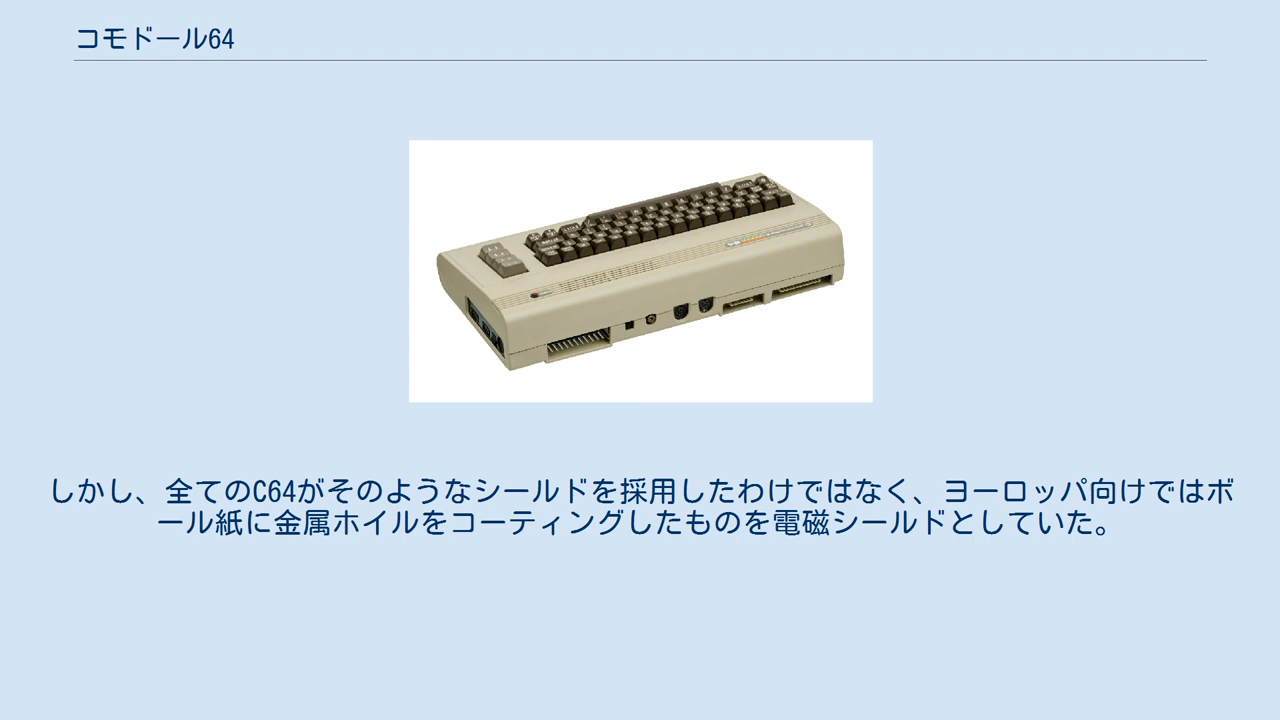 コモドール64
しかし、全てのC64がそのようなシールドを採用したわけではなく、ヨーロッパ向けではボ
ール紙に金属ホイルをコーティングしたものを電磁シールドとしていた。